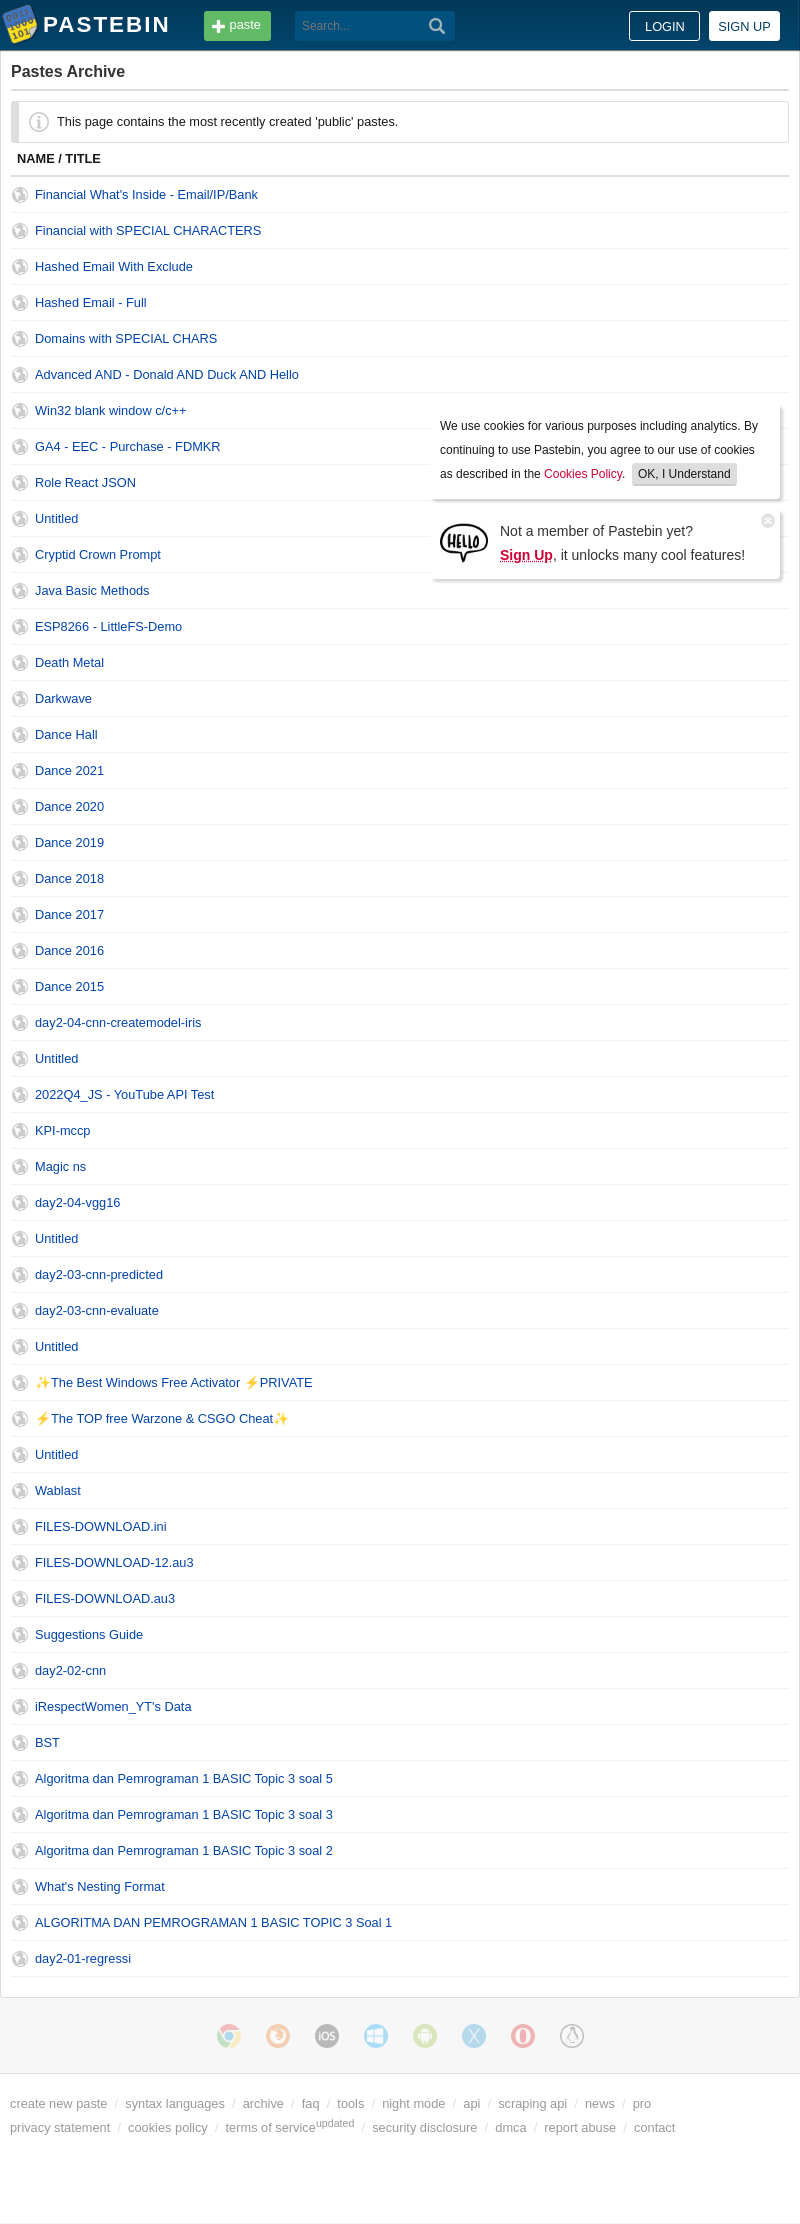 PASTEBIN
paste
Search...
LOGIN
SIGN UP
Pastes Archive
This page contains the most recently created 'public' pastes.
NAME / TITLE
Financial What's Inside - Email/IP/Bank
Financial with SPECIAL CHARACTERS
Hashed Email With Exclude
Hashed Email - Full
Domains with SPECIAL CHARS
Advanced AND - Donald AND Duck AND Hello
Win32 blank window c/c++
GA4 - EEC - Purchase - FDMKR
Role React JSON
Untitled
Cryptid Crown Prompt
Java Basic Methods
We use cookies for various purposes including analytics. By
continuing to use Pastebin, you agree to our use of cookies
as described in the Cookies Policy. OK, I Understand
HELLO
Not a member of Pastebin yet?
Sign Up, it unlocks many cool features!
ESP8266 - LittleFS-Demo
Death Metal
Darkwave
Dance Hall
Dance 2021
Dance 2020
Dance 2019
Dance 2018
Dance 2017
Dance 2016
Dance 2015
day2-04-cnn-createmodel-iris
Untitled
2022Q4_JS - YouTube API Test
KPI-mccp
Magic ns
day2-04-vgg16
Untitled
day2-03-cnn-predicted
day2-03-cnn-evaluate
Untitled
✨The Best Windows Free Activator ⚡PRIVATE
⚡The TOP free Warzone & CSGO Cheat✨
Untitled
Wablast
FILES-DOWNLOAD.ini
FILES-DOWNLOAD-12.au3
FILES-DOWNLOAD.au3
Suggestions Guide
day2-02-cnn
iRespectWomen_YT's Data
BST
Algoritma dan Pemrograman 1 BASIC Topic 3 soal 5
Algoritma dan Pemrograman 1 BASIC Topic 3 soal 3
Algoritma dan Pemrograman 1 BASIC Topic 3 soal 2
What's Nesting Format
ALGORITMA DAN PEMROGRAMAN 1 BASIC TOPIC 3 Soal 1
day2-01-regressi
iOS
create new paste / syntax languages / archive / faq / tools / night mode / api / scraping api / news / pro
privacy statement / cookies policy / terms of service updated / security disclosure / dmca / report abuse / contact